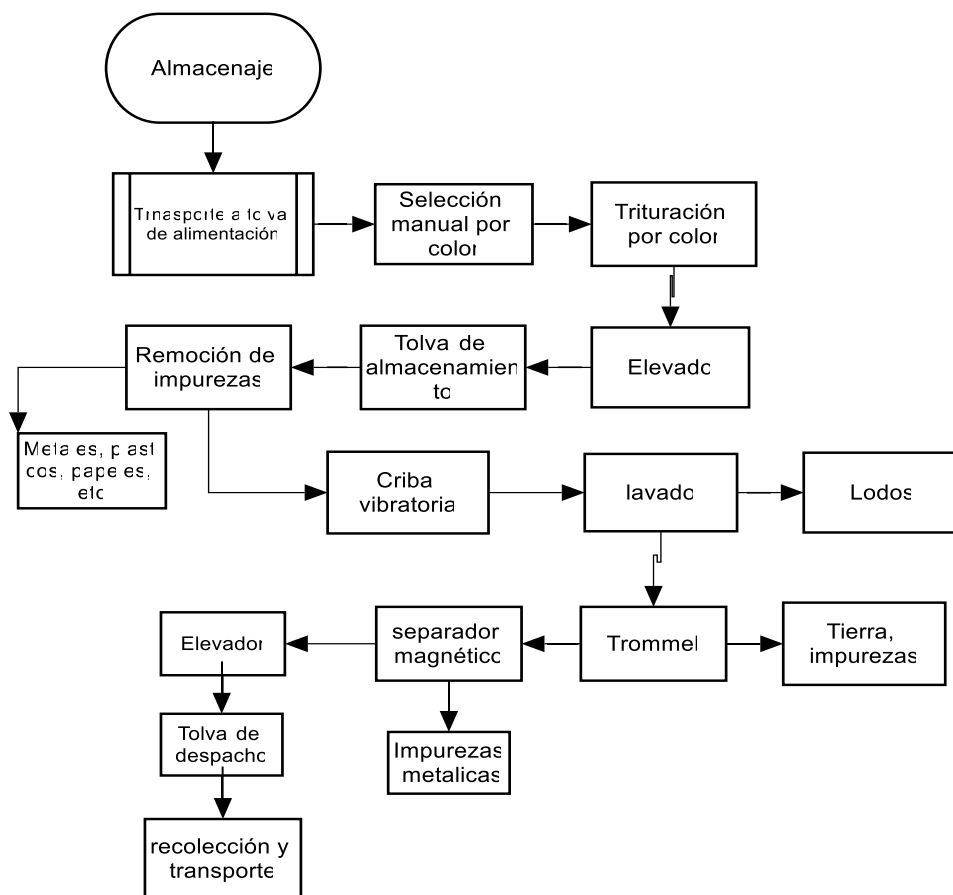 Almacenaje
Trnasporte a tolva
de alimentación
Selección
manual por
color
Trituración
por color
Remoción de
impurezas
Tolva de
almacenamien
to
Elevado
Metales, plasti
cos, papeles,
etc
Criba
vibratoria
lavado
Lodos
Elevador
separador
magnético
Trommel
Tierra,
impurezas
Tolva de
despacho
Impurezas
metalicas
recolección y
transporte